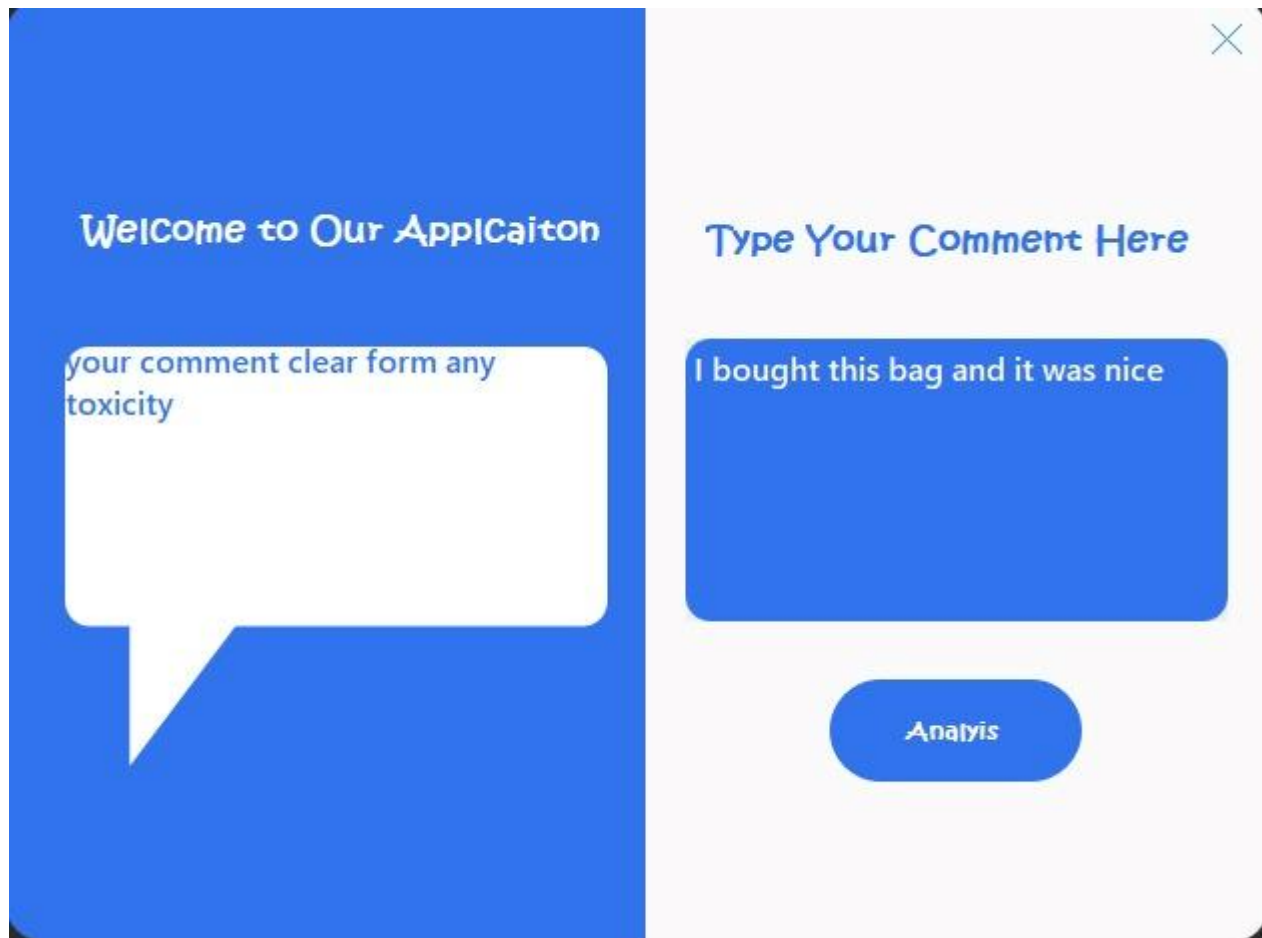 Welcome to Our Applcaiton
your comment clear form any
toxicity
Type Your Comment Here
I bought this bag and it was nice
Analyis